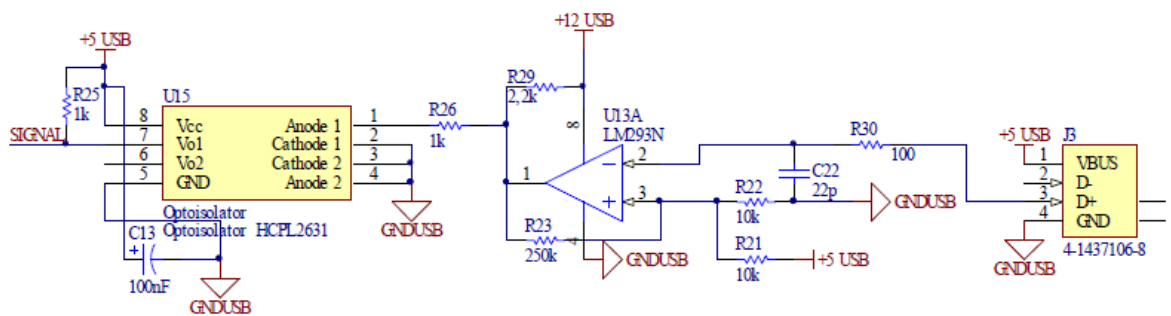 +12 USB
+5 USB
R25
1k
SIGNAL
U15
8
7
6
5
Vcc
Vo1
Vo2
GND
Anode 1
Cathode 1
Cathode 2
Anode 2
1
2
3
4
Optoisolator
Optoisolator HCPL2631
C13
+
100nF
GNDUSB
GNDUSB
R26
1k
R29
2,2k
8
U13A
LM293N
1
2
3
4
R23
250k
GNDUSB
R22
10k
R21
10k
+5 USB
C22
22p
GNDUSB
R30
100
+5 USB
J3
1
2
3
4
VBUS
D-
D+
GND
GNDUSB
4-1437106-8